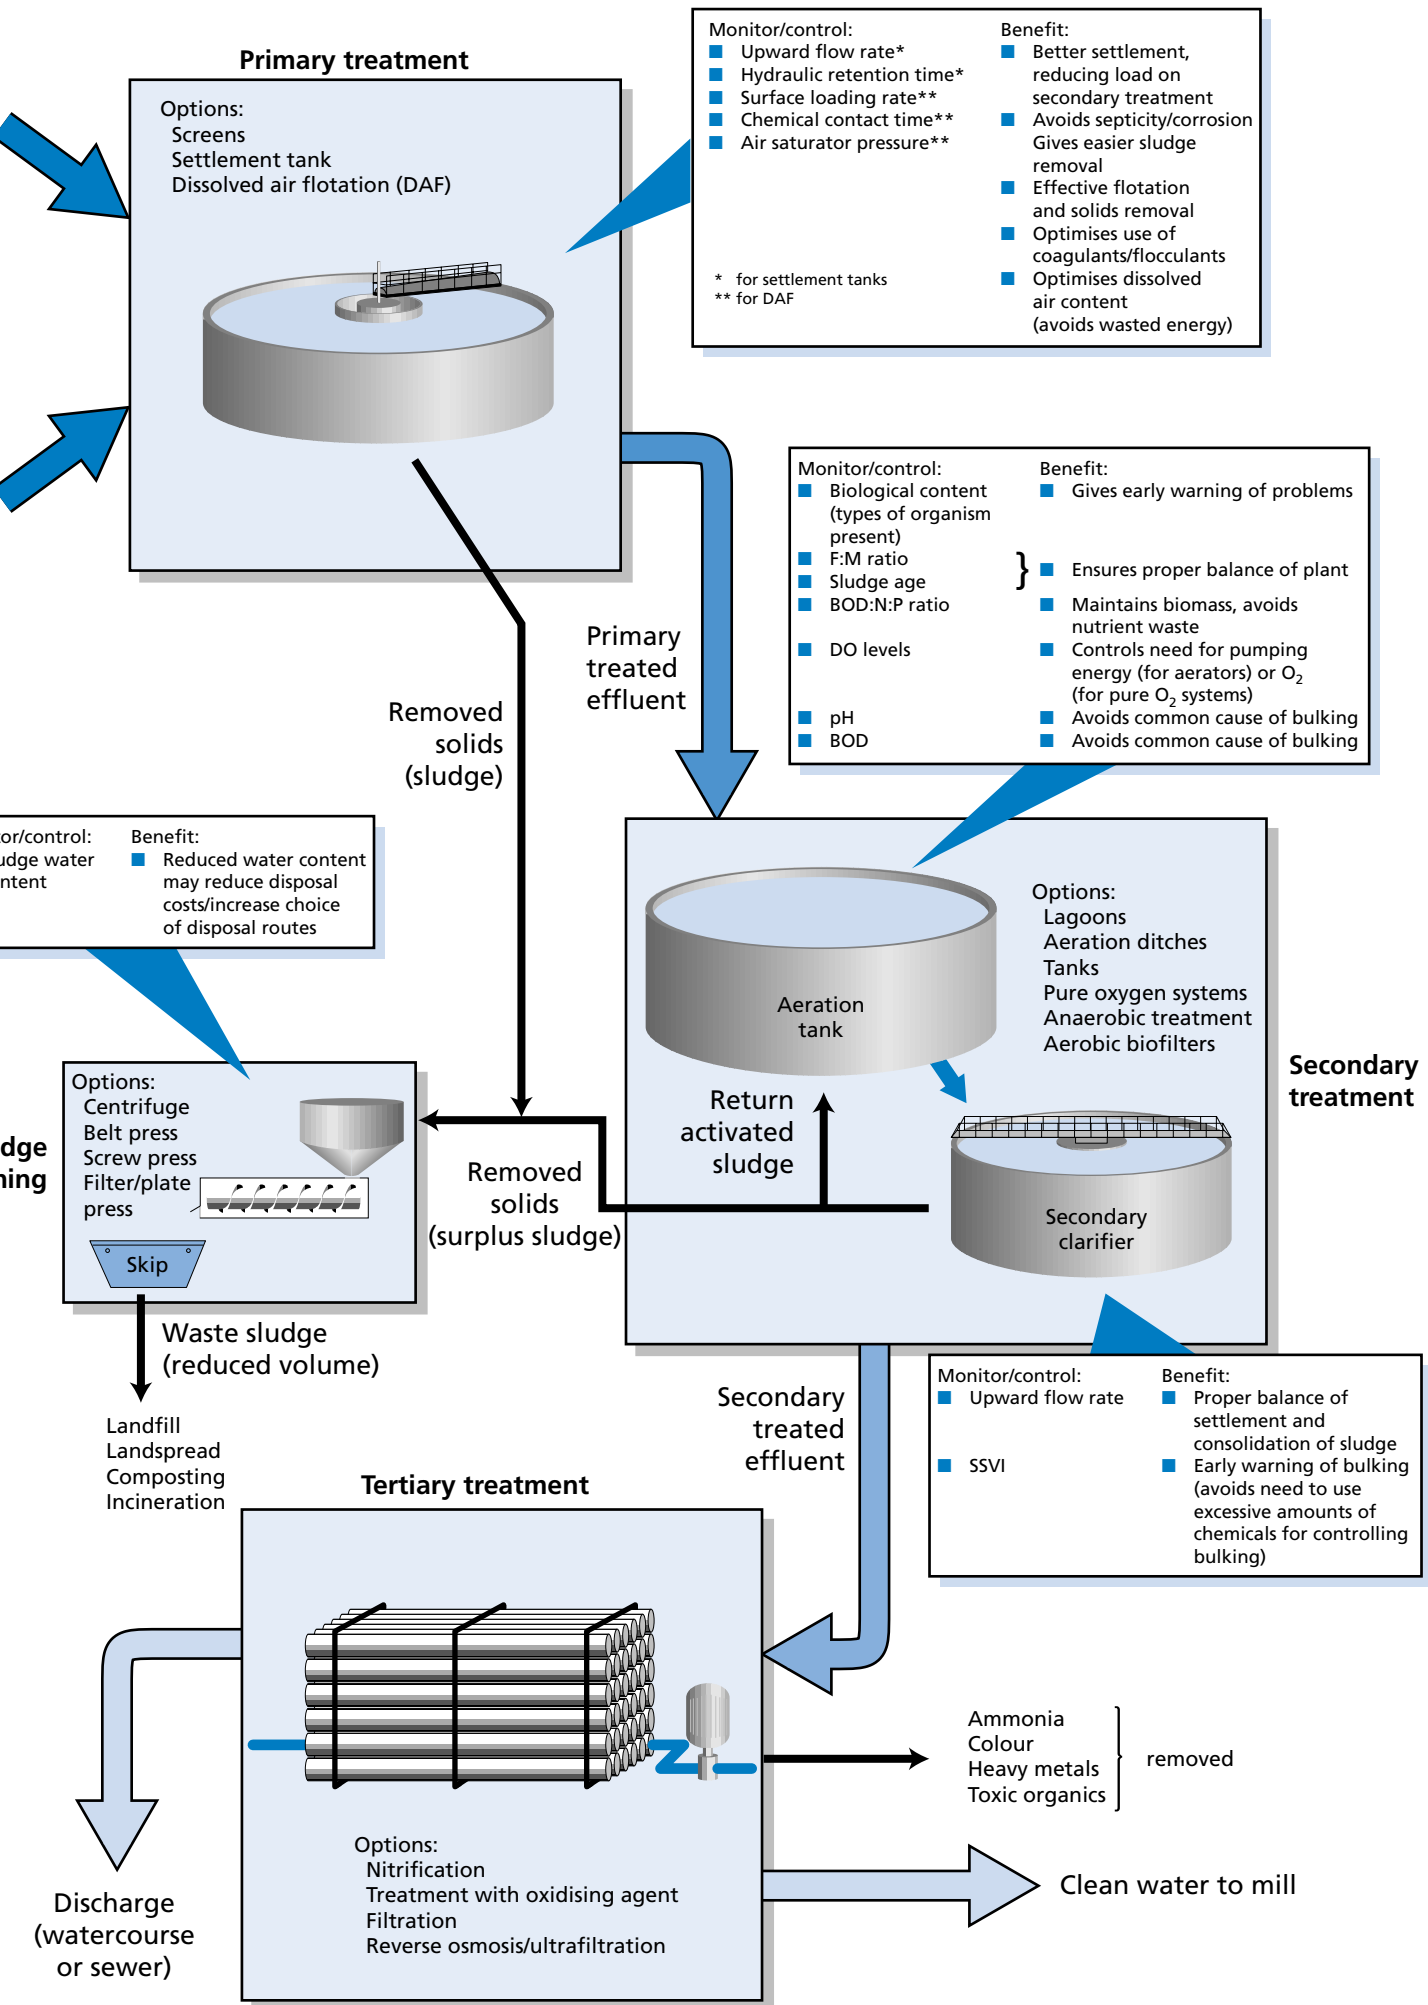 Primary treatment
Options:
Screens
Settlement tank
Dissolved air flotation (DAF)
Monitor/control:
Upward flow rate*
Hydraulic retention time*
Surface loading rate**
Chemical contact time**
Air saturator pressure**
* for settlement tanks
** for DAF
Benefit:
Better settlement,
reducing load on
secondary treatment
Avoids septicity/corrosion
Gives easier sludge
removal
Effective flotation
and solids removal
Optimises use of
coagulants/flocculants
Optimises dissolved
air content
(avoids wasted energy)
Monitor/control:
Biological content
(types of organism
present)
F:M ratio
Sludge age
BOD:N:P ratio
DO levels
pH
BOD
}
Benefit:
Gives early warning of problems
Ensures proper balance of plant
Maintains biomass, avoids
nutrient waste
Controls need for pumping
energy (for aerators) or O2
(for pure O2 systems)
Avoids common cause of bulking
Avoids common cause of bulking
Primary
treated
effluent
Removed
solids
(sludge)
tor/control:
udge water
ntent
Benefit:
Reduced water content
may reduce disposal
costs/increase choice
of disposal routes
Options:
Lagoons
Aeration ditches
Tanks
Pure oxygen systems
Anaerobic treatment
Aerobic biofilters
Aeration
tank
Secondary
treatment
Return
activated
sludge
Secondary
clarifier
Removed
solids
(surplus sludge)
dge
ning
Options:
Centrifuge
Belt press
Screw press
Filter/plate
press
Skip
Waste sludge
(reduced volume)
Landfill
Landspread
Composting
Incineration
Monitor/control:
Upward flow rate
SSVI
Benefit:
Proper balance of
settlement and
consolidation of sludge
Early warning of bulking
(avoids need to use
excessive amounts of
chemicals for controlling
bulking)
Secondary
treated
effluent
Tertiary treatment
Ammonia
Colour
Heavy metals
Toxic organics
removed
Options:
Nitrification
Treatment with oxidising agent
Filtration
Reverse osmosis/ultrafiltration
Clean water to mill
Discharge
(watercourse
or sewer)